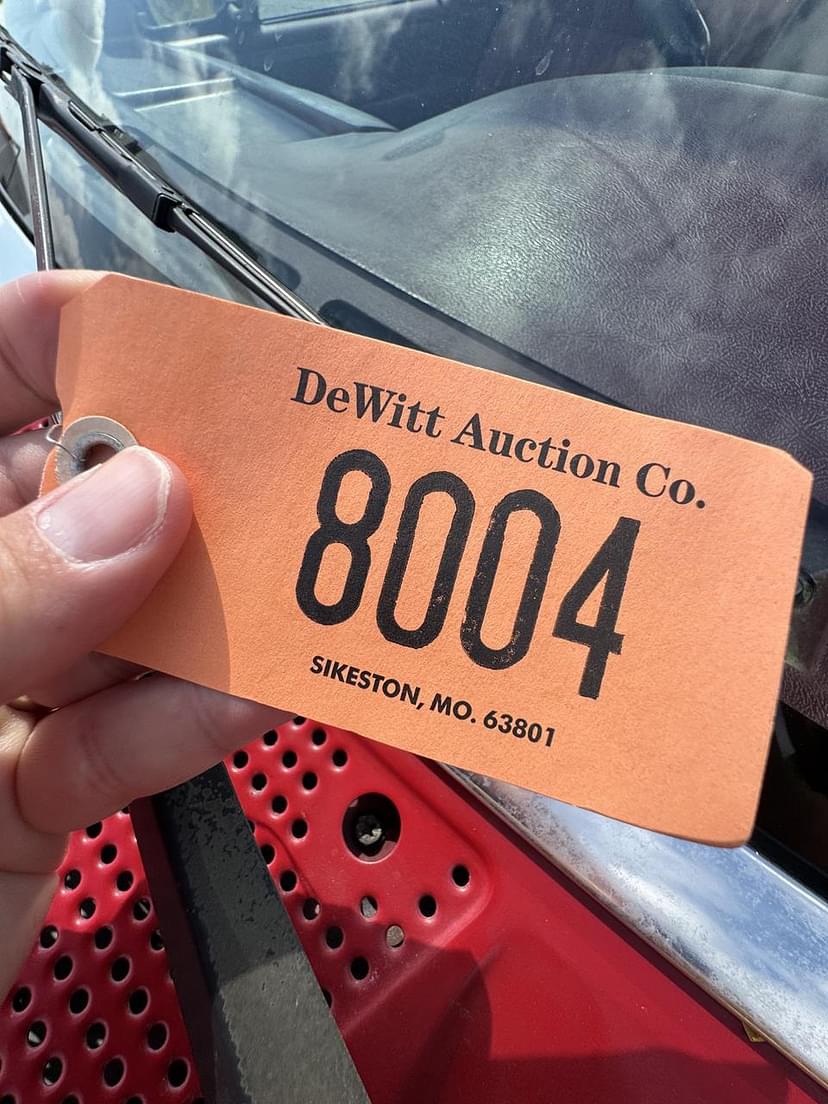 DeWitt Auction Co.
8004
SIKESTON, MO. 63801